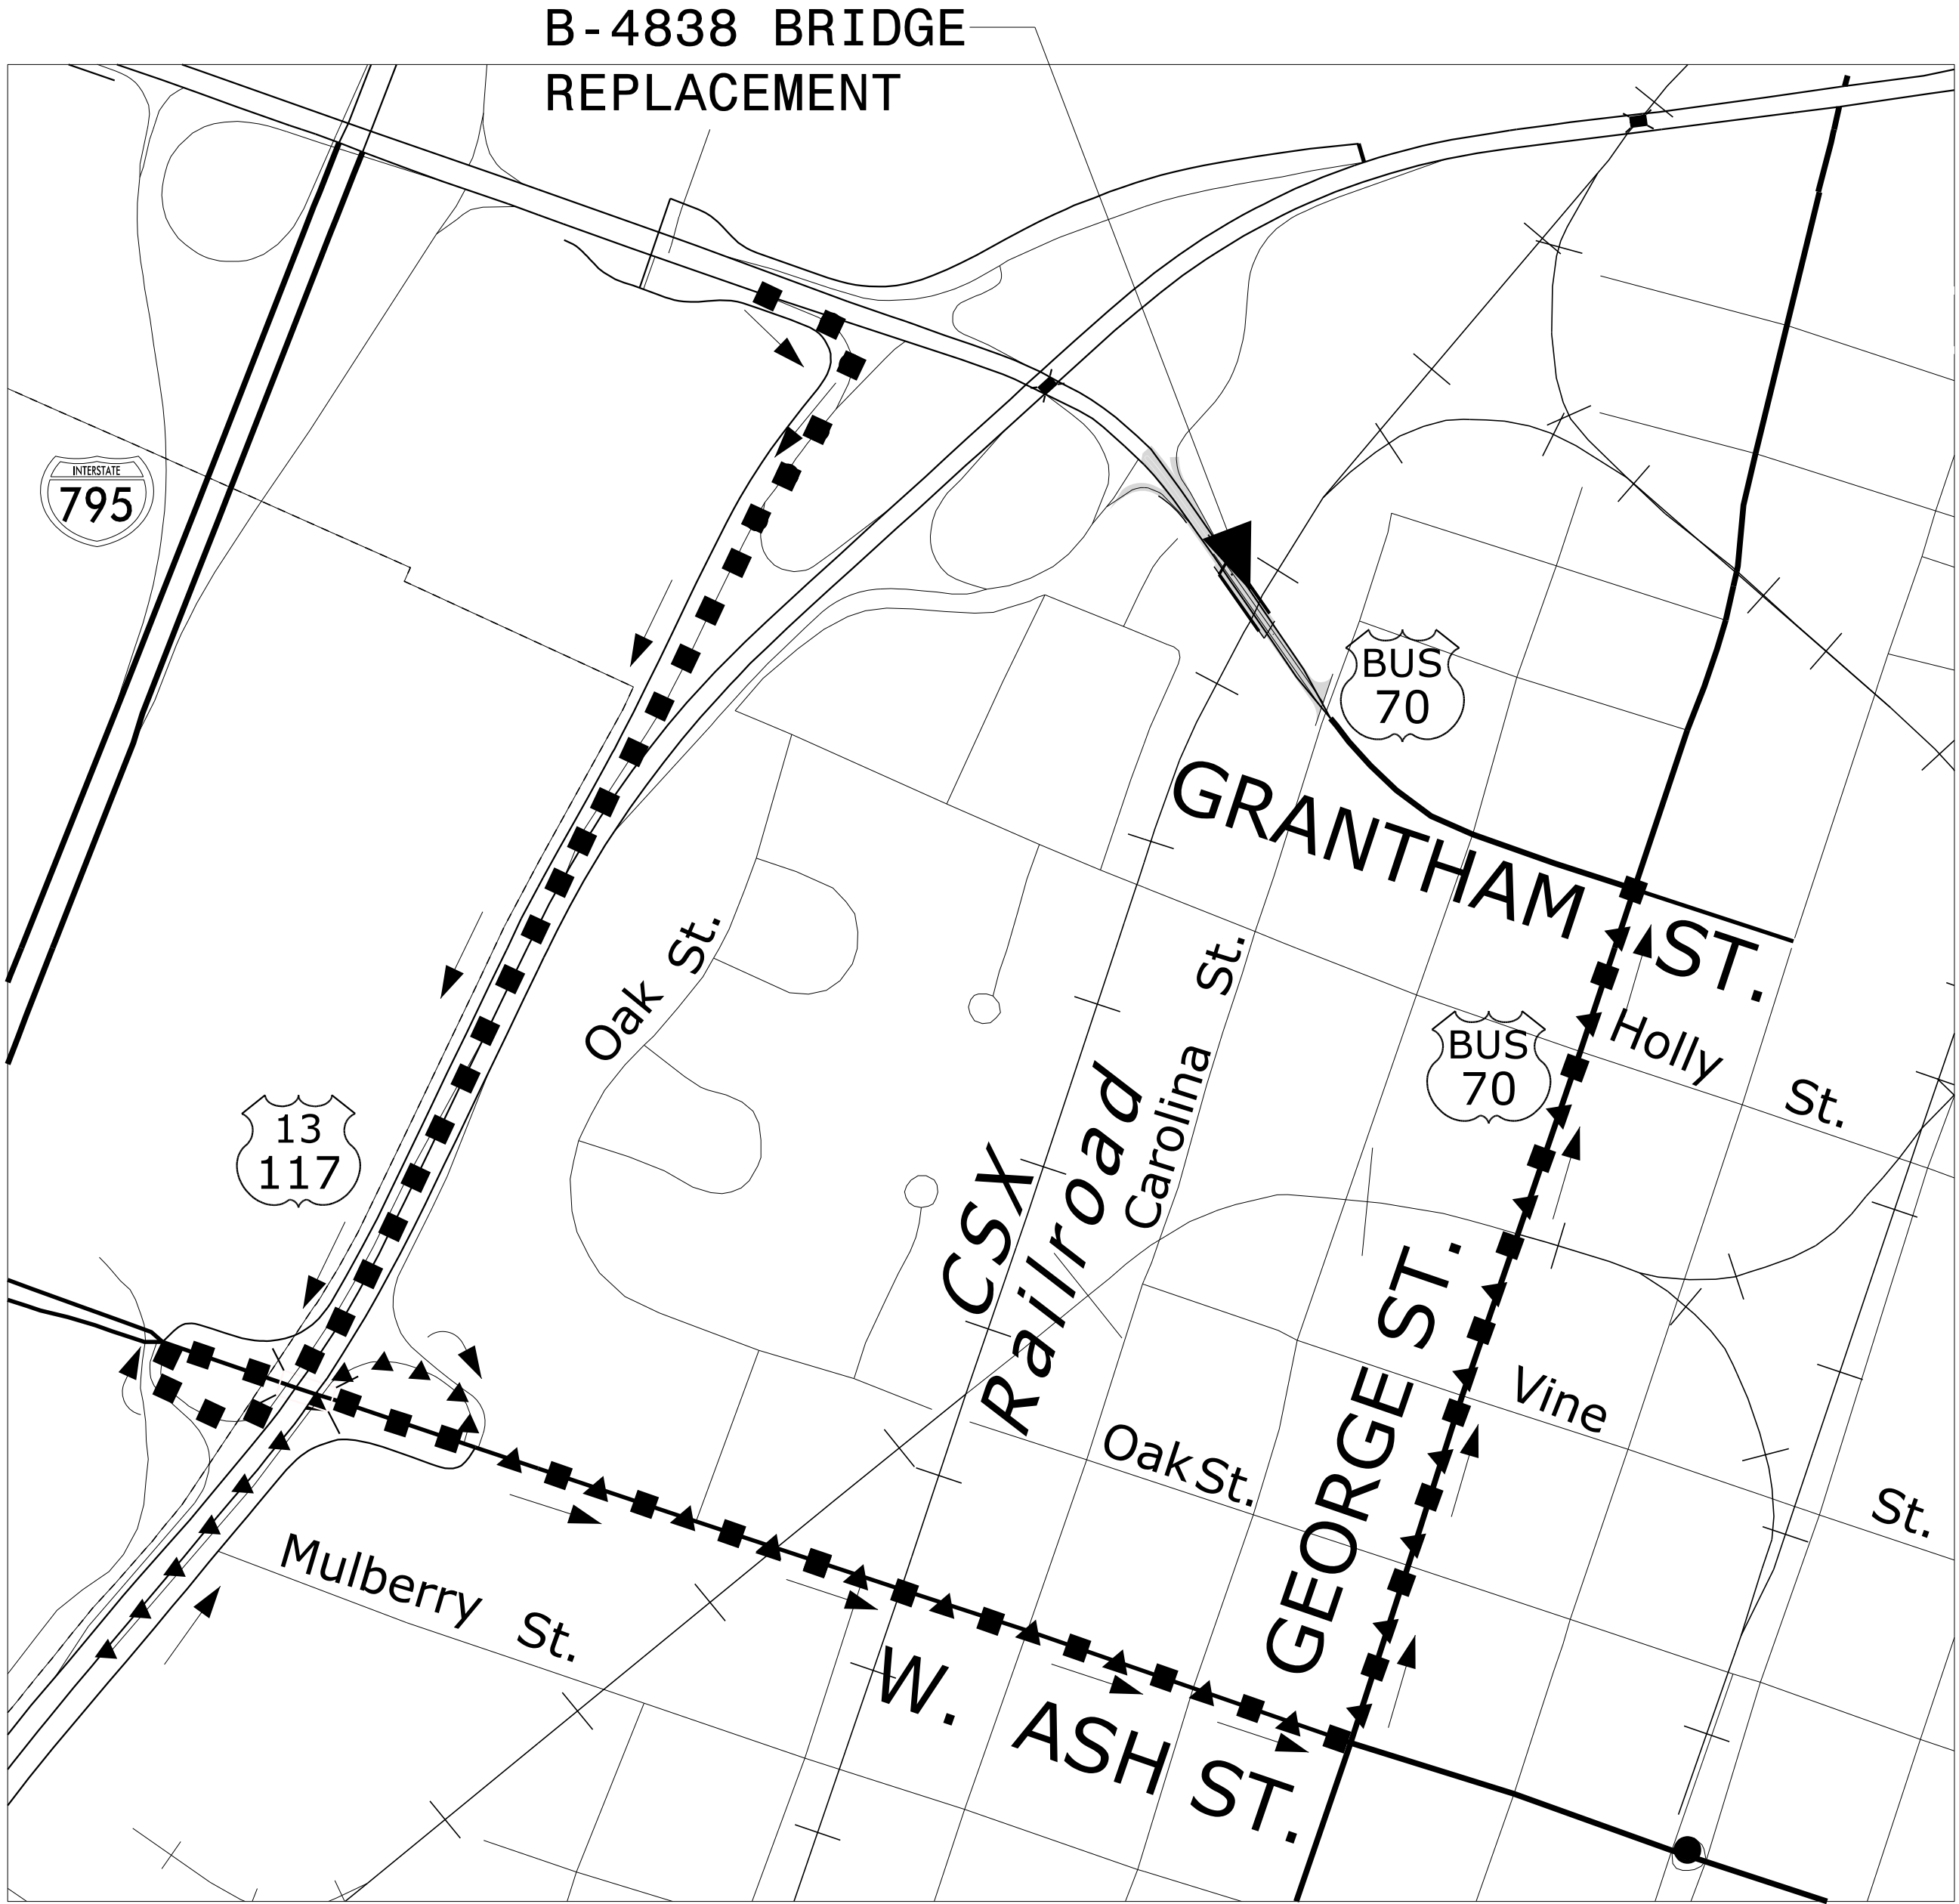 B-4838 BRIDGE
REPLACEMENT
INTERSTATE
795
BUS
70
GRANTHAM ST.
Oak St.
Carolina St.
BUS
70
Holly St.
13
117
CSX
Railroad
GEORGE ST.
Vine St.
Oak St.
Mulberry St.
W. ASH ST.